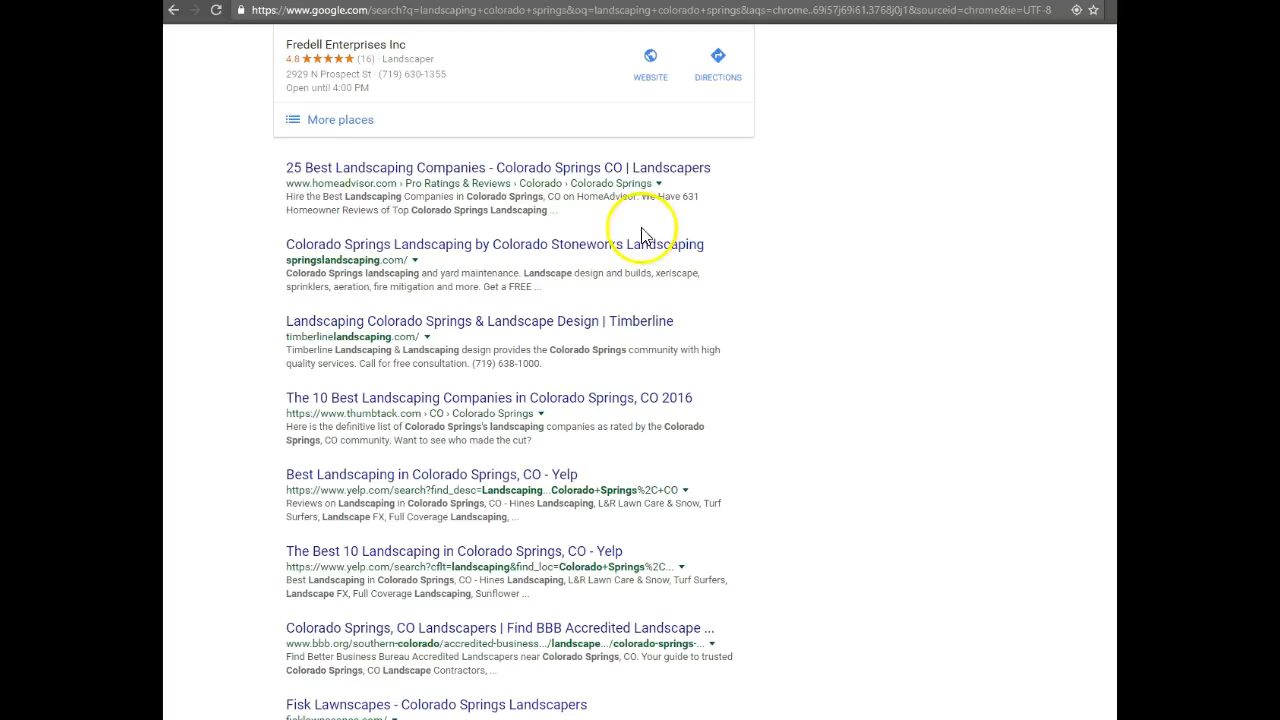 https://www.google.com/search?q=landscaping+colorado+springs&oq=landscaping+colorado+springs&aqs=chrome..69i57j69i61.3768j0j1&sourceid=chrome&ie=UTF-8
Fredell Enterprises Inc
4.8 ★★★★★ (16) · Landscaper
2929 N Prospect St · (719) 630-1355
Open until 4:00 PM
WEBSITE
DIRECTIONS
More places
25 Best Landscaping Companies - Colorado Springs CO | Landscapers
www.homeadvisor.com › Pro Ratings & Reviews › Colorado › Colorado Springs ▼
Hire the Best Landscaping Companies in Colorado Springs, CO on HomeAdvisor. We Have 631
Homeowner Reviews of Top Colorado Springs Landscaping ...
Colorado Springs Landscaping by Colorado Stoneworks Landscaping
springslandscaping.com/ ▼
Colorado Springs landscaping and yard maintenance. Landscape design and builds, xeriscape,
sprinklers, aeration, fire mitigation and more. Get a FREE ...
Landscaping Colorado Springs & Landscape Design | Timberline
timberlinelandscaping.com/ ▼
Timberline Landscaping & Landscaping design provides the Colorado Springs community with high
quality services. Call for free consultation. (719) 638-1000.
The 10 Best Landscaping Companies in Colorado Springs, CO 2016
https://www.thumbtack.com › CO › Colorado Springs ▼
Here is the definitive list of Colorado Springs's landscaping companies as rated by the Colorado
Springs, CO community. Want to see who made the cut?
Best Landscaping in Colorado Springs, CO - Yelp
https://www.yelp.com/search?find_desc=Landscaping...Colorado+Springs%2C+CO ▼
Reviews on Landscaping in Colorado Springs, CO - Hines Landscaping, L&R Lawn Care & Snow, Turf
Surfers, Landscape FX, Full Coverage Landscaping, ...
The Best 10 Landscaping in Colorado Springs, CO - Yelp
https://www.yelp.com/search?cflt=landscaping&find_loc=Colorado+Springs%2C... ▼
Best Landscaping in Colorado Springs, CO - Hines Landscaping, L&R Lawn Care & Snow, Turf Surfers,
Landscape FX, Full Coverage Landscaping, Sunflower ...
Colorado Springs, CO Landscapers | Find BBB Accredited Landscape ...
www.bbb.org/southern-colorado/accredited-business.../landscape.../colorado-springs-... ▼
Find Better Business Bureau Accredited Landscapers near Colorado Springs, CO. Your guide to trusted
Colorado Springs, CO Landscape Contractors, ...
Fisk Lawnscapes - Colorado Springs Landscapers
fisklawnscapes.com/ ▼